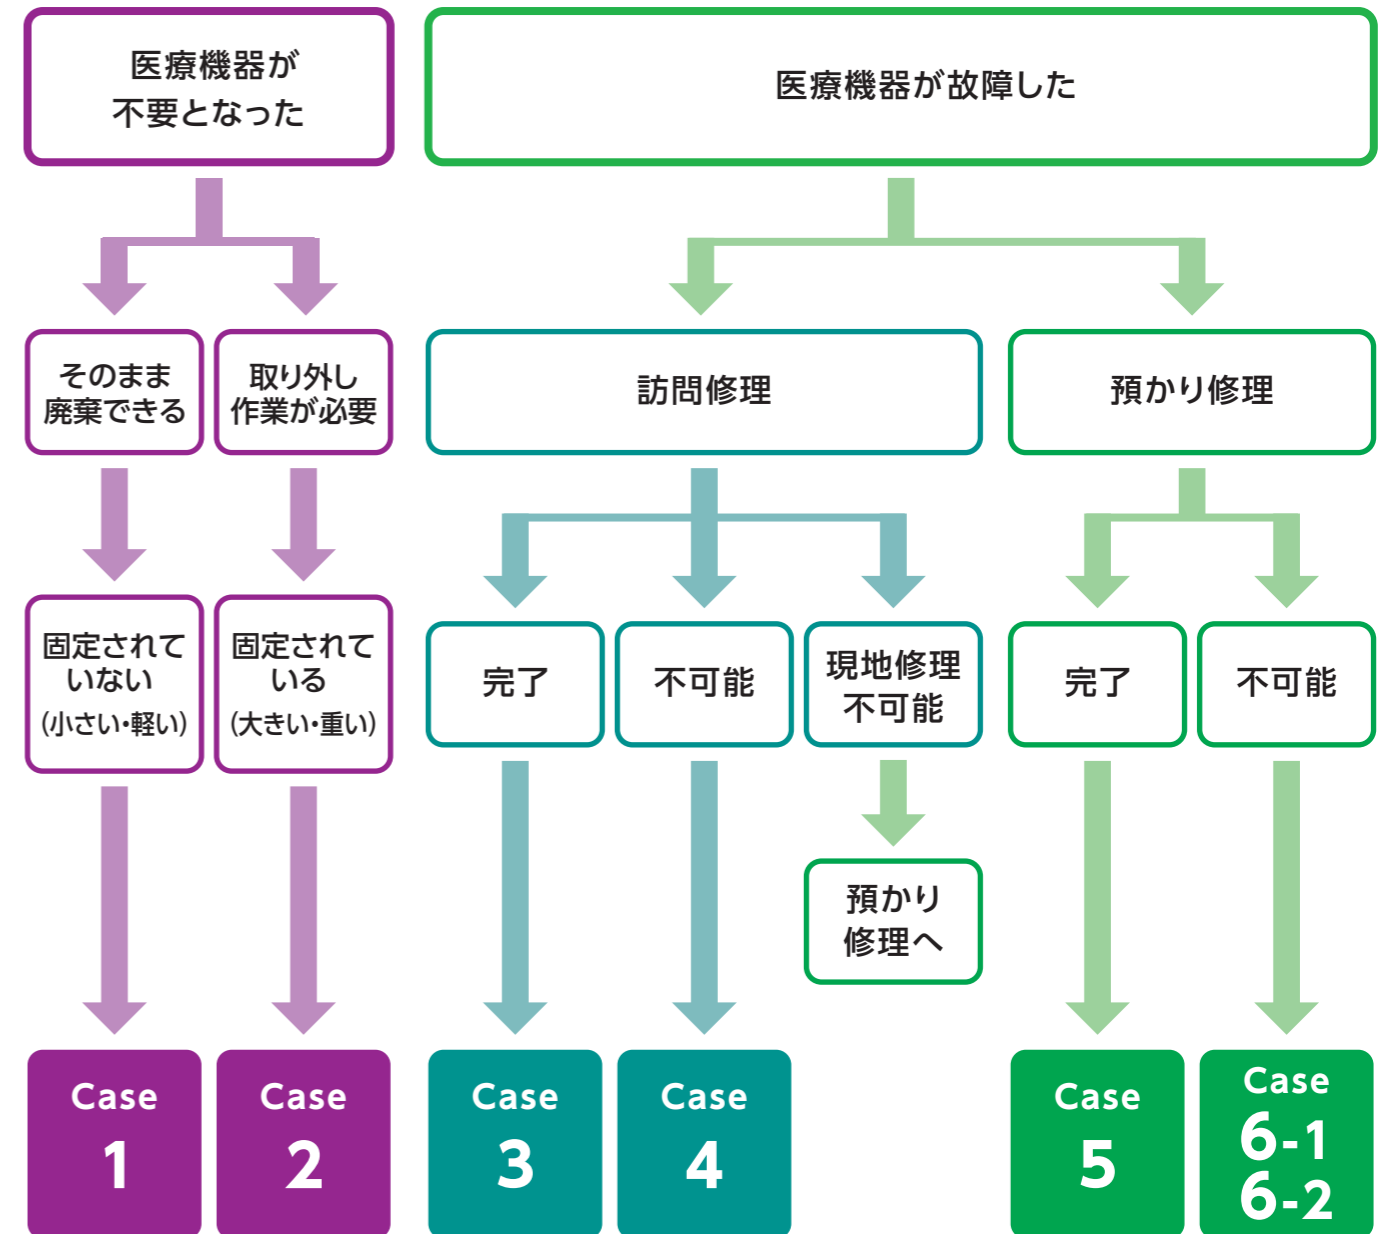 医療機器が
不要となった
医療機器が故障した
そのまま
廃棄できる
取り外し
作業が必要
訪問修理
預かり修理
固定されて
いない
(小さい・軽い)
固定されて
いる
(大きい・重い)
完了
不可能
現地修理
不可能
完了
不可能
預かり
修理へ
Case
1
Case
2
Case
3
Case
4
Case
5
Case
6-1
6-2